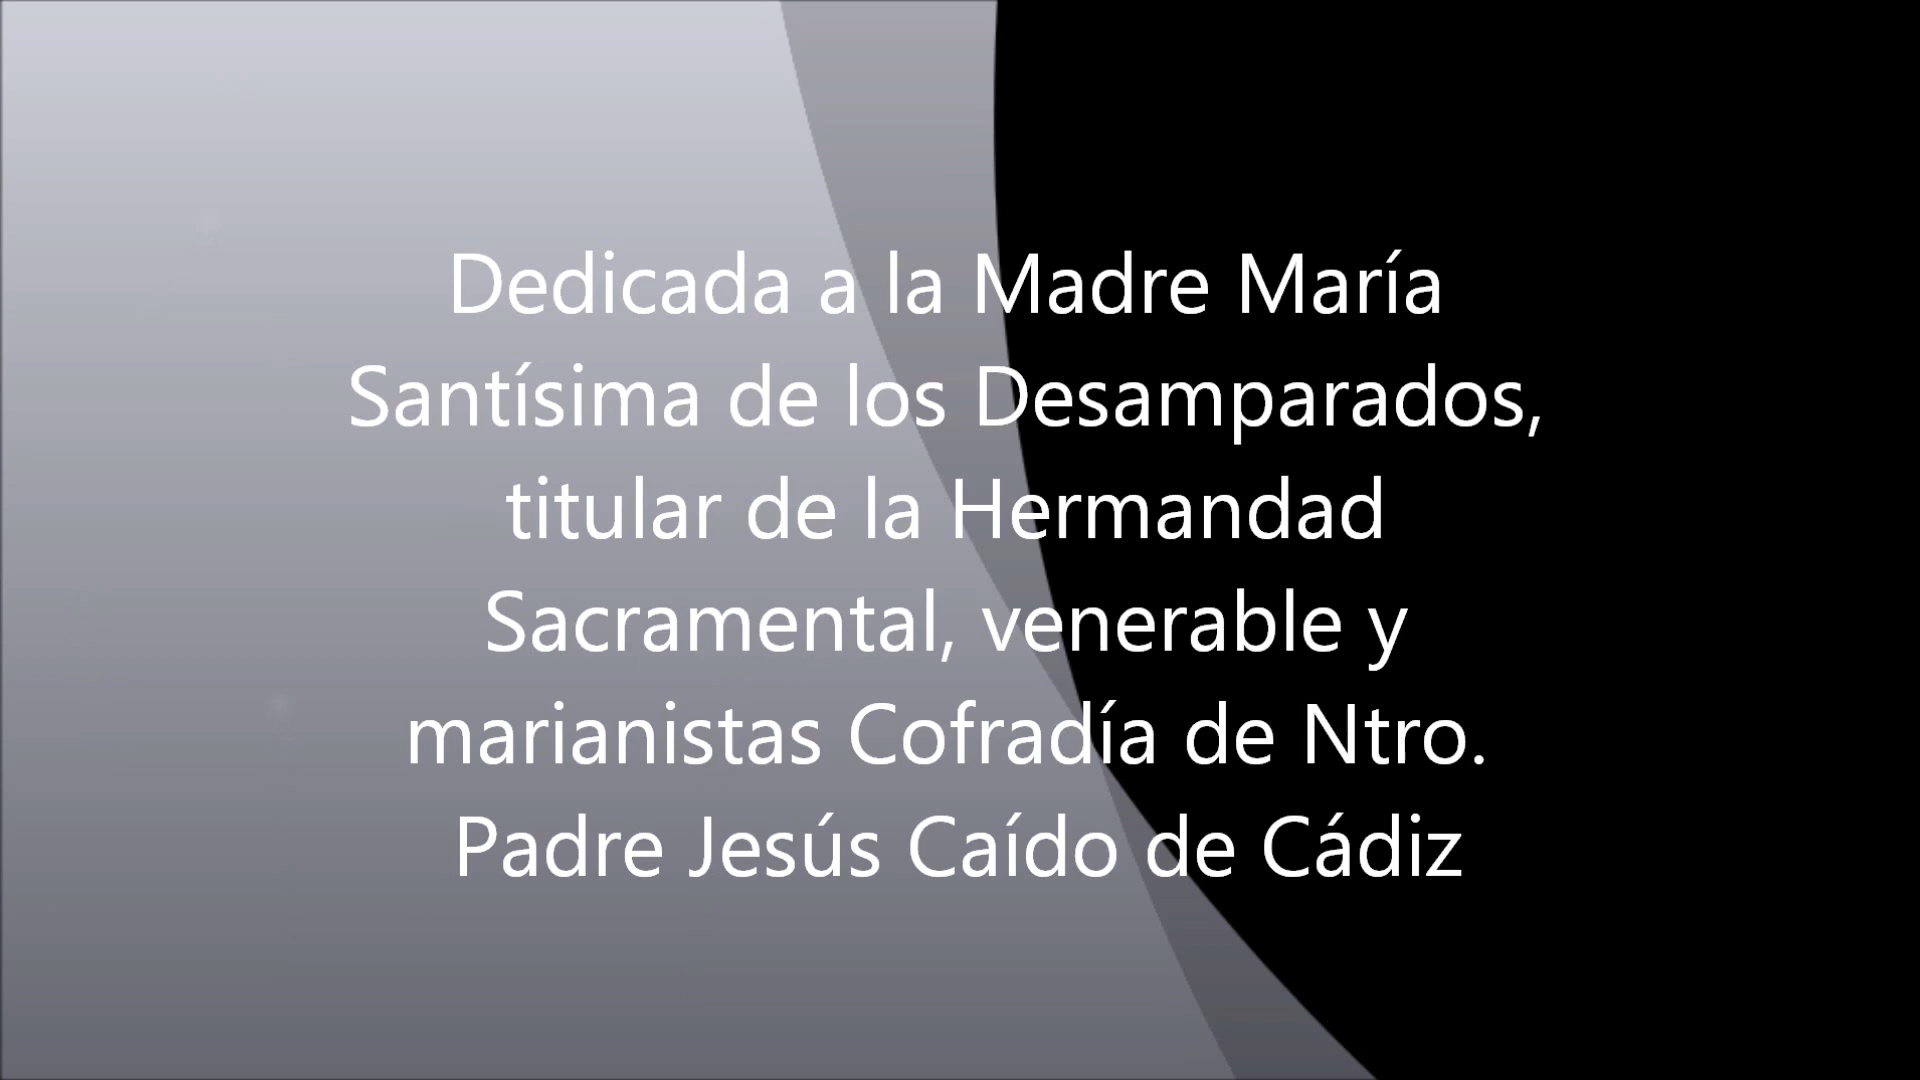 Dedicada a la Madre María
Santísima de los Desamparados,
titular de la Hermandad
Sacramental, venerable y
marianistas Cofradía de Ntro.
Padre Jesús Caído de Cádiz